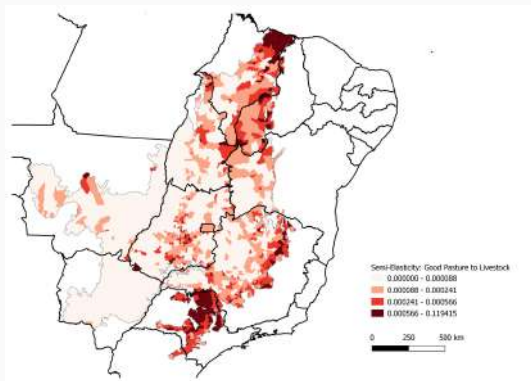 Semi-Elasticity: Good Pasture to Livestock
0.000000 - 0.000088
0.000088 - 0.000241
0.000241 - 0.000566
0.000566 - 0.119415
0 250 500 km